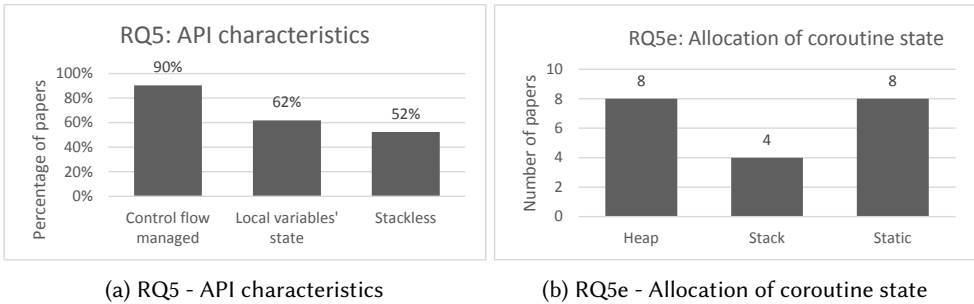 RQ5: API characteristics
Percentage of papers
100%
80%
60%
40%
20%
0%
90%
62%
52%
Control flow
managed
Local variables'
state
Stackless
(a) RQ5 - API characteristics
RQ5e: Allocation of coroutine state
Number of papers
10
8
6
4
2
0
8
4
8
Heap
Stack
Static
(b) RQ5e - Allocation of coroutine state